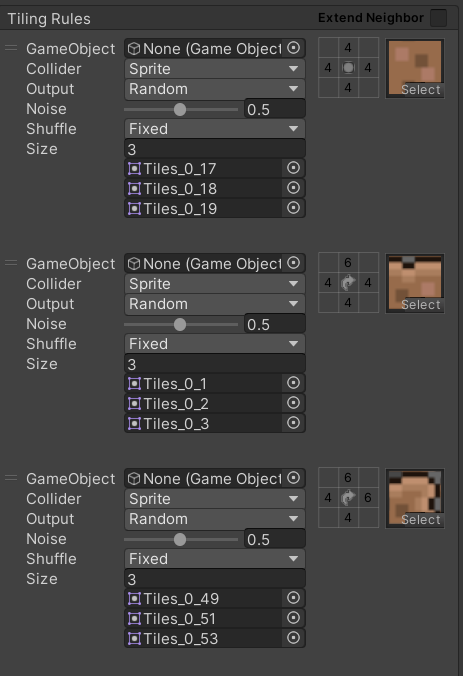 Tiling Rules Extend Neighbor
GameObject None (Game Object 4
Collider Sprite 4 4
Output Random 4 Select
Noise 0.5
Shuffle Fixed
Size 3
Tiles_0_17
Tiles_0_18
Tiles_0_19
GameObject None (Game Object 6
Collider Sprite 4 4
Output Random 4 Select
Noise 0.5
Shuffle Fixed
Size 3
Tiles_0_1
Tiles_0_2
Tiles_0_3
GameObject None (Game Object 6
Collider Sprite 4 6
Output Random 4 Select
Noise 0.5
Shuffle Fixed
Size 3
Tiles_0_49
Tiles_0_51
Tiles_0_53